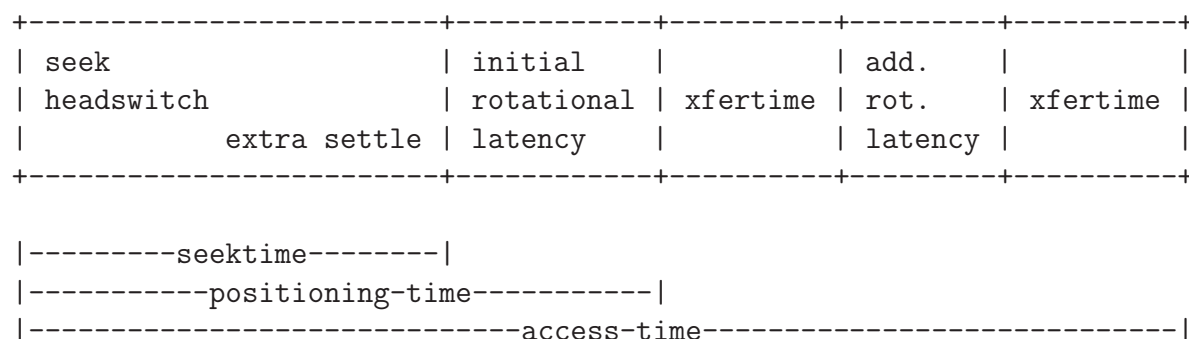 +-------------------------+------------+----------+---------+----------+
| seek                    | initial    |          | add.    |          |
| headswitch              | rotational | xfertime | rot.    | xfertime |
|            extra settle | latency    |          | latency |          |
+-------------------------+------------+----------+---------+----------+
|---------seektime--------|
|-----------positioning-time-----------|
|------------------------------access-time-----------------------------|